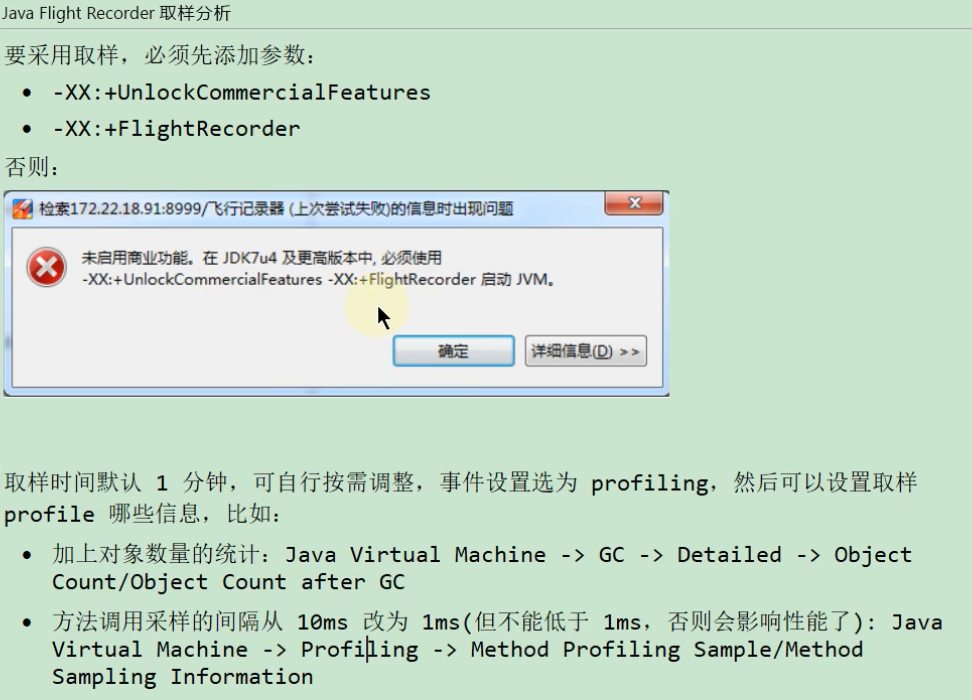 Java Flight Recorder 取样分析
要采用取样，必须先添加参数：
• -XX:+UnlockCommercialFeatures
• -XX:+FlightRecorder
否则：
检索172.22.18.91:8999/飞行记录器 (上次尝试失败)的信息时出现问题
未启用商业功能。在 JDK7u4 及更高版本中, 必须使用
-XX:+UnlockCommercialFeatures -XX:+FlightRecorder 启动 JVM。
确定
详细信息(D) >>
取样时间默认 1 分钟，可自行按需调整，事件设置选为 profiling，然后可以设置取样
profile 哪些信息，比如：
• 加上对象数量的统计：Java Virtual Machine -> GC -> Detailed -> Object
Count/Object Count after GC
• 方法调用采样的间隔从 10ms 改为 1ms(但不能低于 1ms，否则会影响性能了)：Java
Virtual Machine -> Profiling -> Method Profiling Sample/Method
Sampling Information